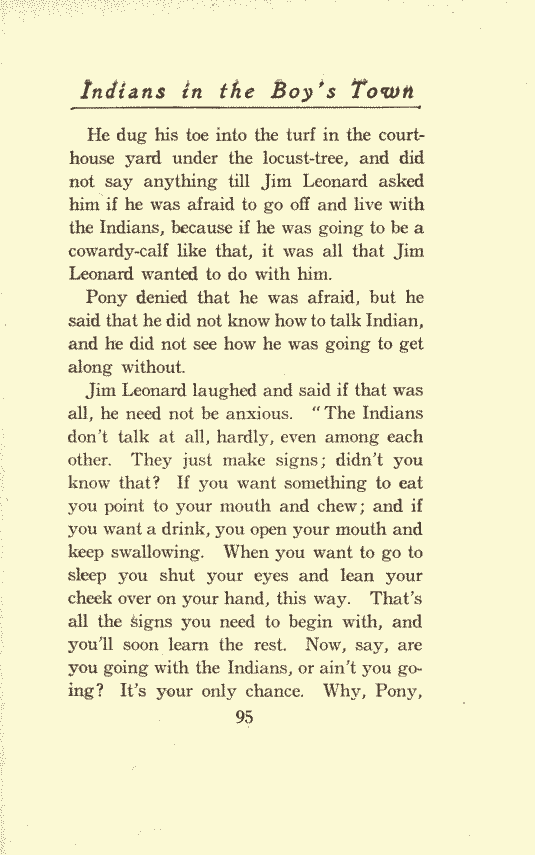 Indians in the Boy's Town
He dug his toe into the turf in the court-
house yard under the locust-tree, and did
not say anything till Jim Leonard asked
him if he was afraid to go off and live with
the Indians, because if he was going to be a
cowardy-calf like that, it was all that Jim
Leonard wanted to do with him.
Pony denied that he was afraid, but he
said that he did not know how to talk Indian,
and he did not see how he was going to get
along without.
Jim Leonard laughed and said if that was
all, he need not be anxious. "The Indians
don't talk at all, hardly, even among each
other. They just make signs; didn't you
know that? If you want something to eat
you point to your mouth and chew; and if
you want a drink, you open your mouth and
keep swallowing. When you want to go to
sleep you shut your eyes and lean your
cheek over on your hand, this way. That's
all the signs you need to begin with, and
you'll soon learn the rest. Now, say, are
you going with the Indians, or ain't you go-
ing? It's your only chance. Why, Pony,
95